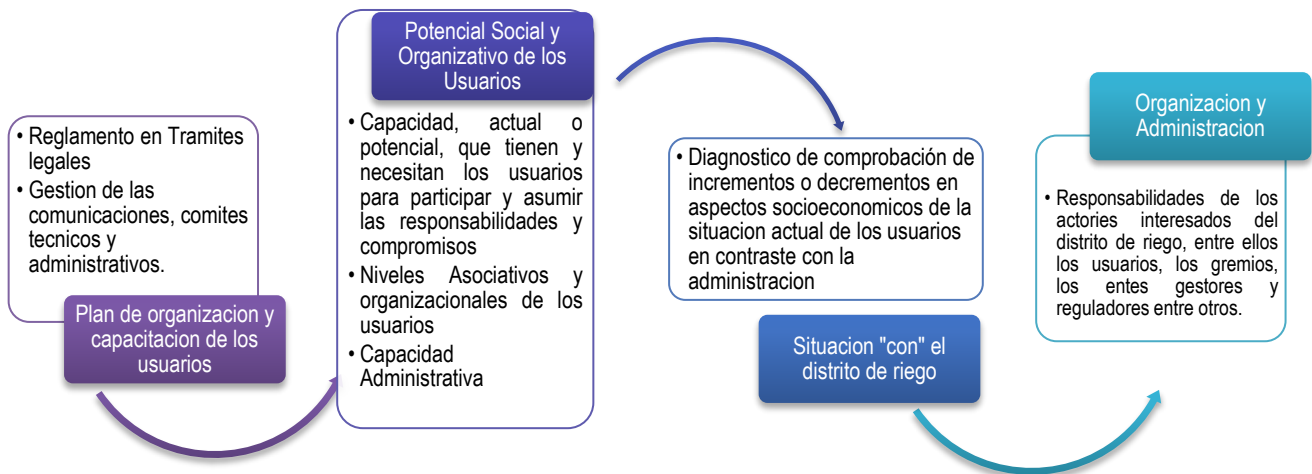 • Reglamento en Tramites
legales
• Gestion de las
comunicaciones, comites
tecnicos y
administrativos.
Plan de organizacion y
capacitacion de los
usuarios
Potencial Social y
Organizativo de los
Usuarios
• Capacidad, actual o
potencial, que tienen y
necesitan los usuarios
para participar y asumir
las responsabilidades y
compromisos
• Niveles Asociativos y
organizacionales de los
usuarios
• Capacidad
Administrativa
• Diagnostico de comprobación de
incrementos o decrementos en
aspectos socioeconomicos de la
situacion actual de los usuarios
en contraste con la
administracion
Situacion "con" el
distrito de riego
Organizacion y
Administracion
• Responsabilidades de los
actories interesados del
distrito de riego, entre ellos
los usuarios, los gremios,
los entes gestores y
reguladores entre otros.